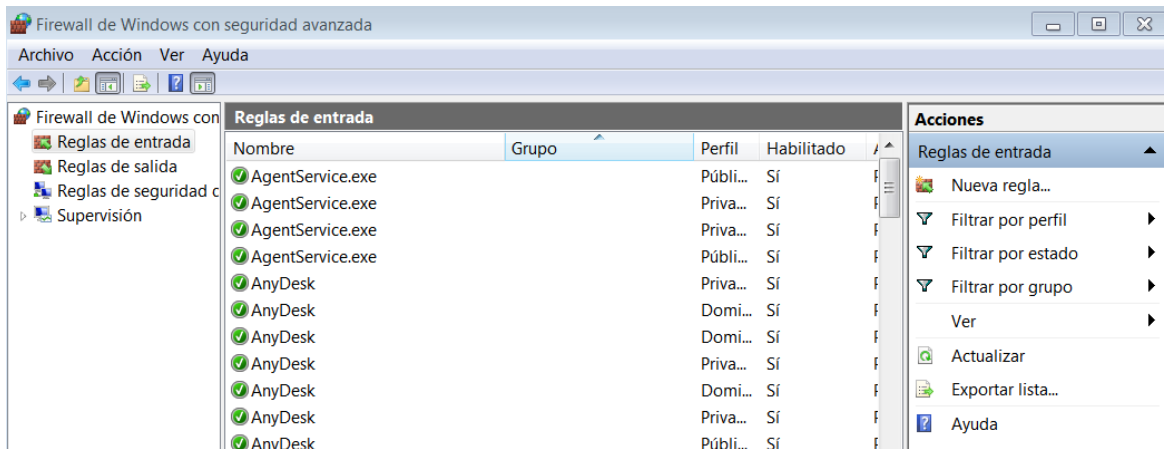 Firewall de Windows con seguridad avanzada
Archivo Acción Ver Ayuda
Firewall de Windows con
Reglas de entrada
Reglas de salida
Reglas de seguridad c
Supervisión
Reglas de entrada
Nombre Grupo Perfil Habilitado
AgentService.exe Públi... Sí
AgentService.exe Priva... Sí
AgentService.exe Priva... Sí
AgentService.exe Públi... Sí
AnyDesk Priva... Sí
AnyDesk Domi... Sí
AnyDesk Domi... Sí
AnyDesk Priva... Sí
AnyDesk Domi... Sí
AnyDesk Priva... Sí
AnyDesk Públi... Sí
Acciones
Reglas de entrada
Nueva regla...
Filtrar por perfil
Filtrar por estado
Filtrar por grupo
Ver
Actualizar
Exportar lista...
Ayuda